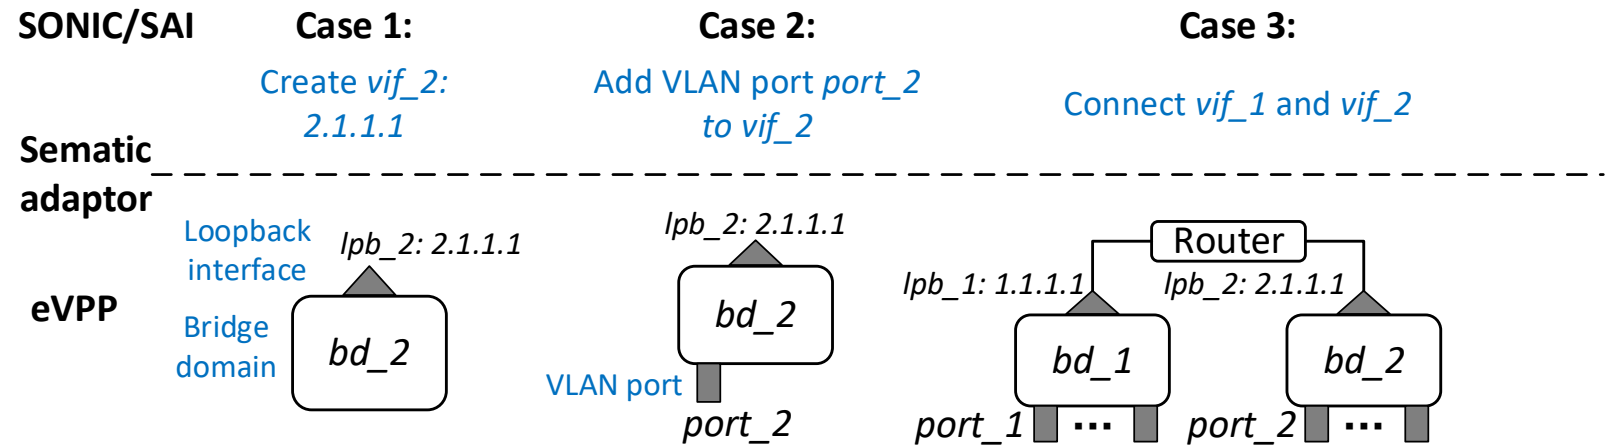 SONIC/SAI
Case 1:
Case 2:
Case 3:
Create vif_2:
2.1.1.1
Add VLAN port port_2
to vif_2
Connect vif_1 and vif_2
Sematic
adaptor
eVPP
Loopback
interface
lpb_2: 2.1.1.1
Bridge
domain
bd_2
lpb_2: 2.1.1.1
bd_2
VLAN port
port_2
Router
lpb_1: 1.1.1.1
lpb_2: 2.1.1.1
bd_1
bd_2
port_1 ...
port_2 ...